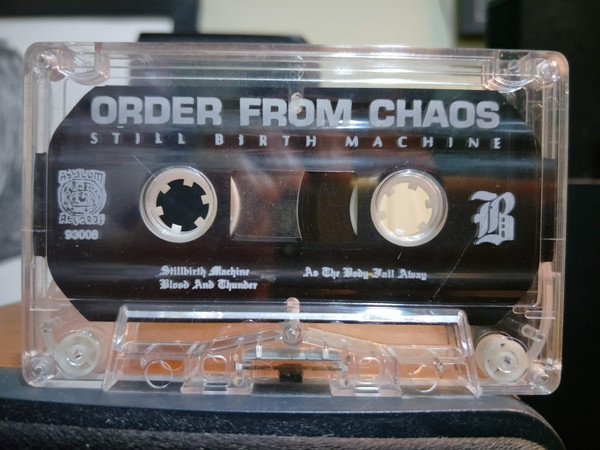 ORDER FROM CHAOS
STILL BIRTH MACHINE
ASYLUM
RECORDS
93006
B
Stillbirth Machine
Blood And Thunder
As The Body Fall Away